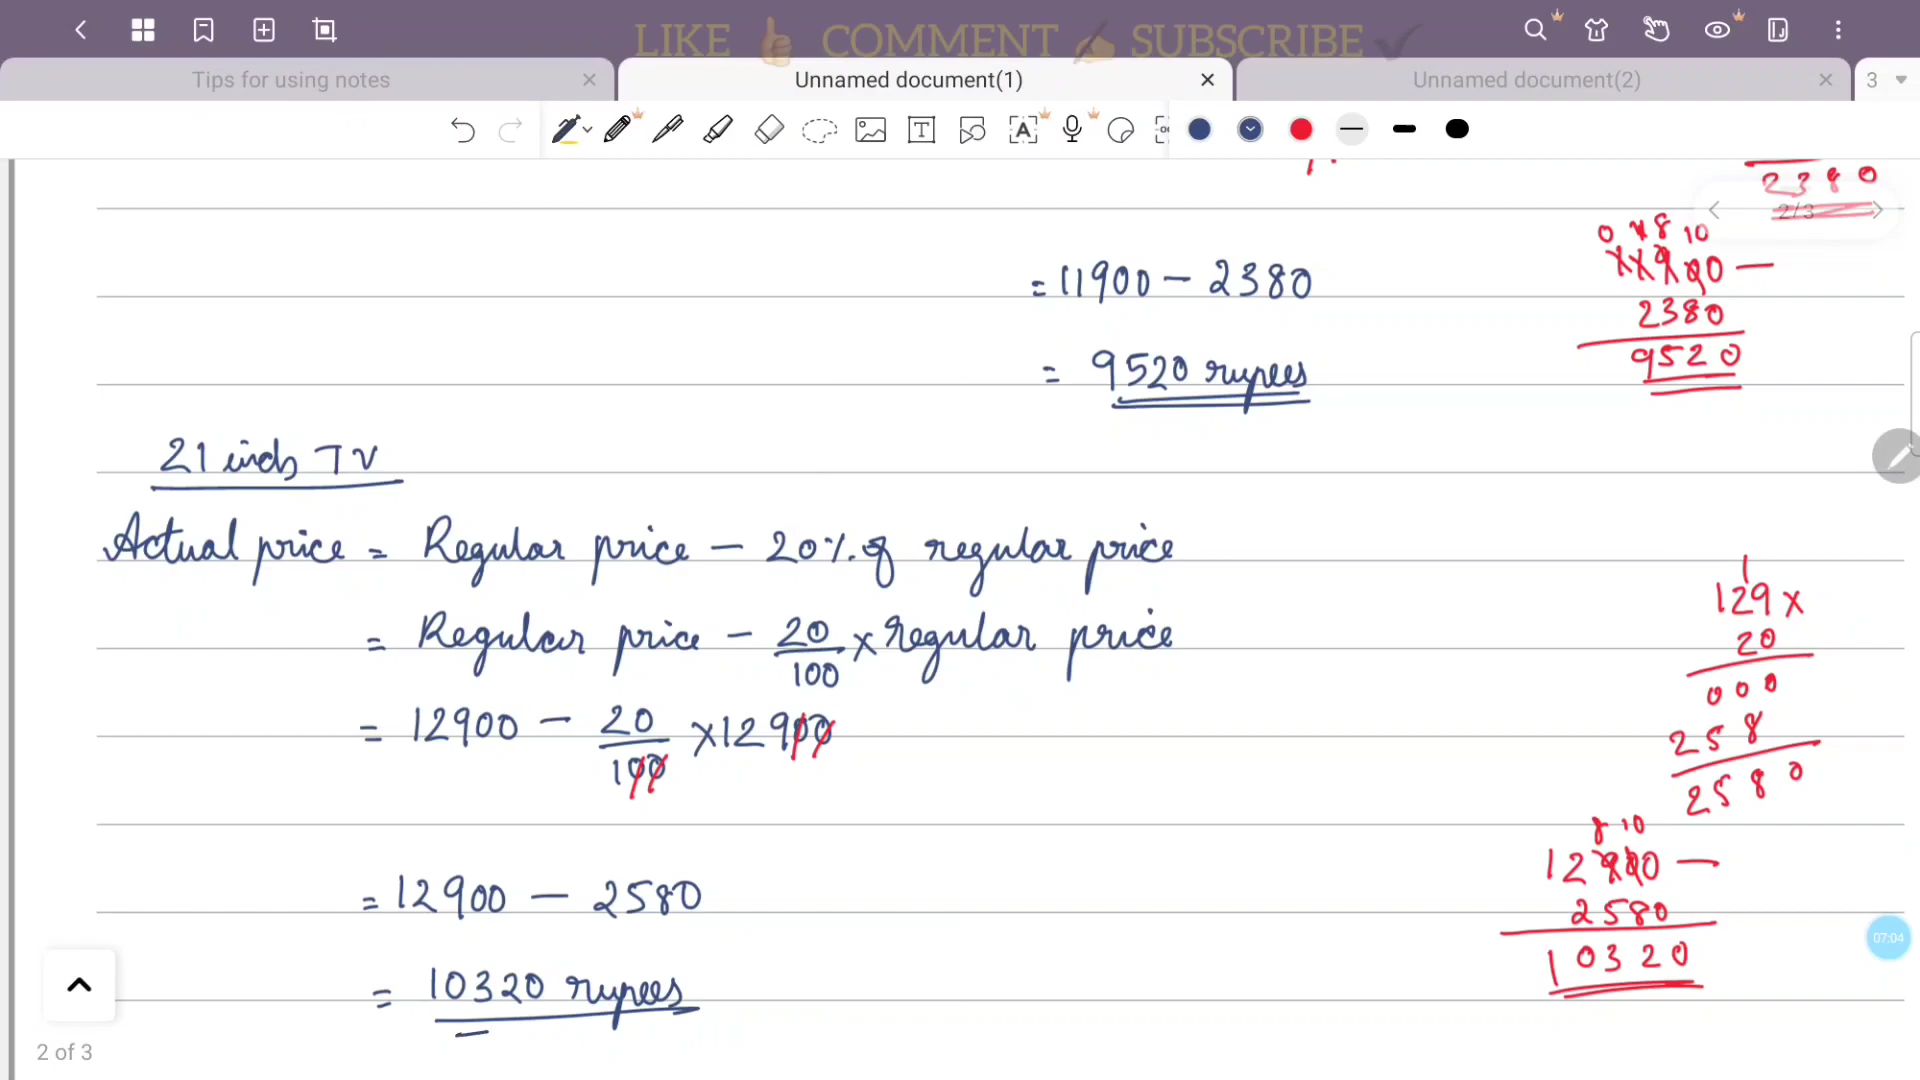 LIKE COMMENT SUBSCRIBE
Tips for using notes
Unnamed document(1)
Unnamed document(2)
3
2380
2/3
= 11900 - 2380
= 9520 rupees
0 8 10
2380
9520
21 inch TV
Actual price = Regular price - 20% of regular price
= Regular price - 20/100 × regular price
= 12900 - 20/100 × 12900
= 12900 - 2580
= 10320 rupees
1
129 ×
20
000
258
2580
8 10
12900 -
2580
10320
07:04
2 of 3